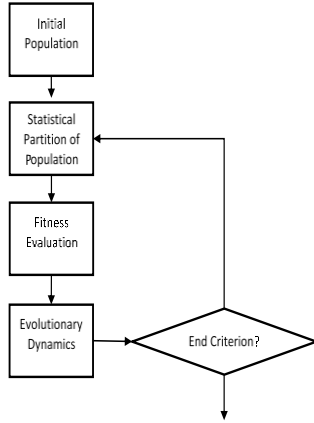 Initial
Population
Statistical
Partition of
Population
Fitness
Evaluation
Evolutionary
Dynamics
End Criterion?